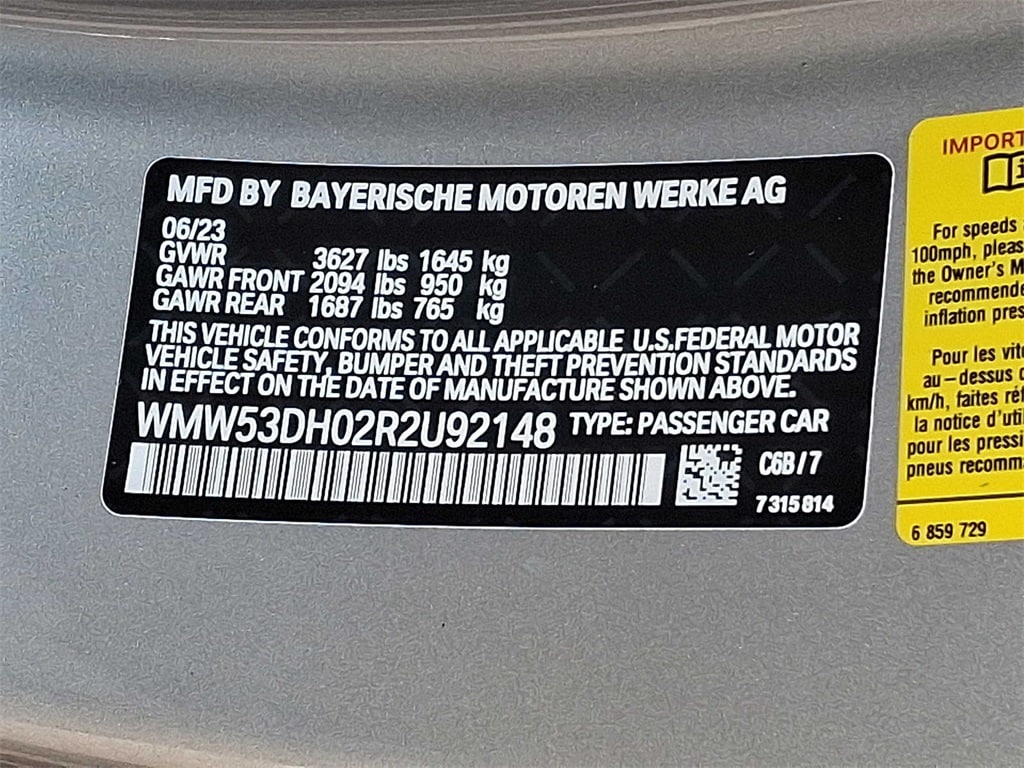 MFD BY BAYERISCHE MOTOREN WERKE AG
06/23
GVWR 3627 lbs 1645 kg
GAWR FRONT 2094 lbs 950 kg
GAWR REAR 1687 lbs 765 kg
THIS VEHICLE CONFORMS TO ALL APPLICABLE U.S.FEDERAL MOTOR
VEHICLE SAFETY, BUMPER AND THEFT PREVENTION STANDARDS
IN EFFECT ON THE DATE OF MANUFACTURE SHOWN ABOVE.
WMW53DH02R2U92148 TYPE: PASSENGER CAR
C6B/7
7315814
IMPORT
For speeds
100mph, pleas
the Owner's M
recommende
inflation pres
Pour les vite
au-dessus d
km/h, faites réf
la notice d'uti
pour les pressi
pneus recomm
6 859 729